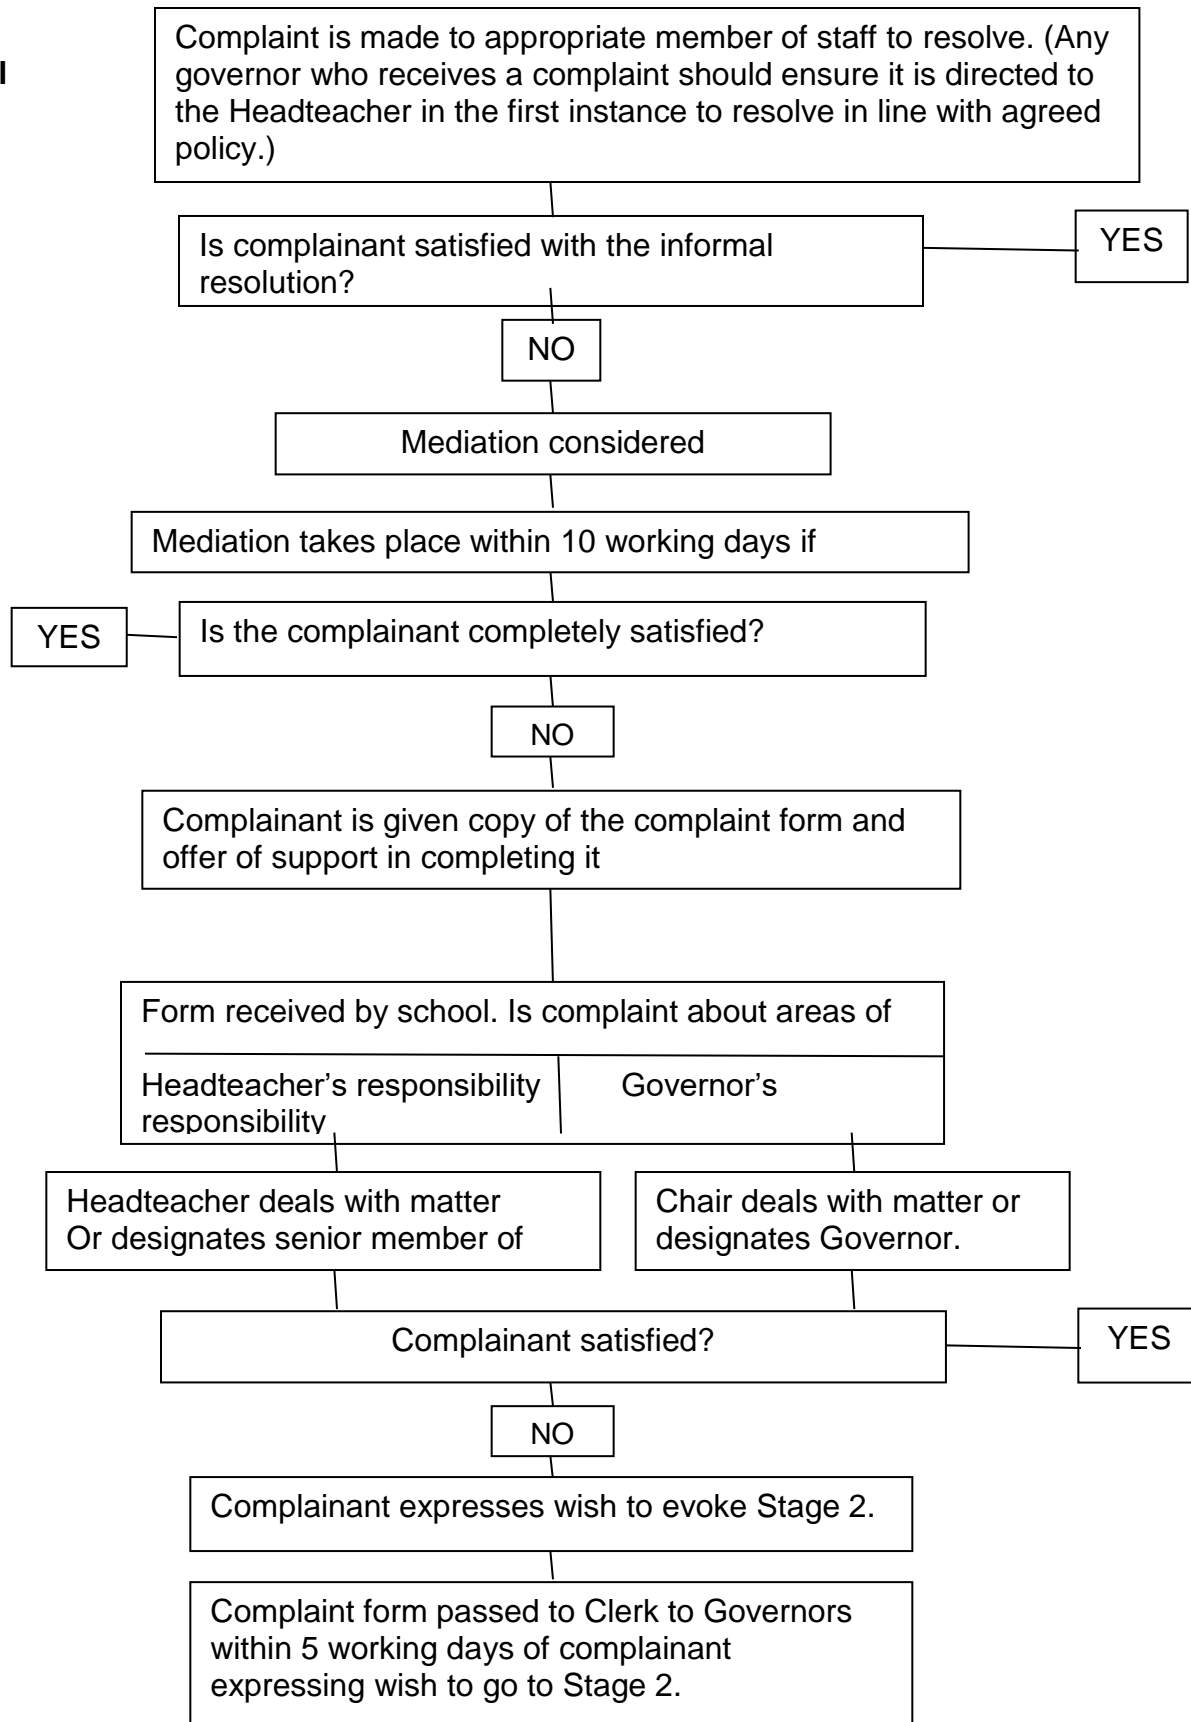 Complaint is made to appropriate member of staff to resolve. (Any
governor who receives a complaint should ensure it is directed to
the Headteacher in the first instance to resolve in line with agreed
policy.)
Is complainant satisfied with the informal
resolution?
YES
NO
Mediation considered
Mediation takes place within 10 working days if
YES
Is the complainant completely satisfied?
NO
Complainant is given copy of the complaint form and
offer of support in completing it
Form received by school. Is complaint about areas of
Headteacher’s responsibility Governor’s
responsibility
Headteacher deals with matter
Or designates senior member of
Chair deals with matter or
designates Governor.
Complainant satisfied?
YES
NO
Complainant expresses wish to evoke Stage 2.
Complaint form passed to Clerk to Governors
within 5 working days of complainant
expressing wish to go to Stage 2.